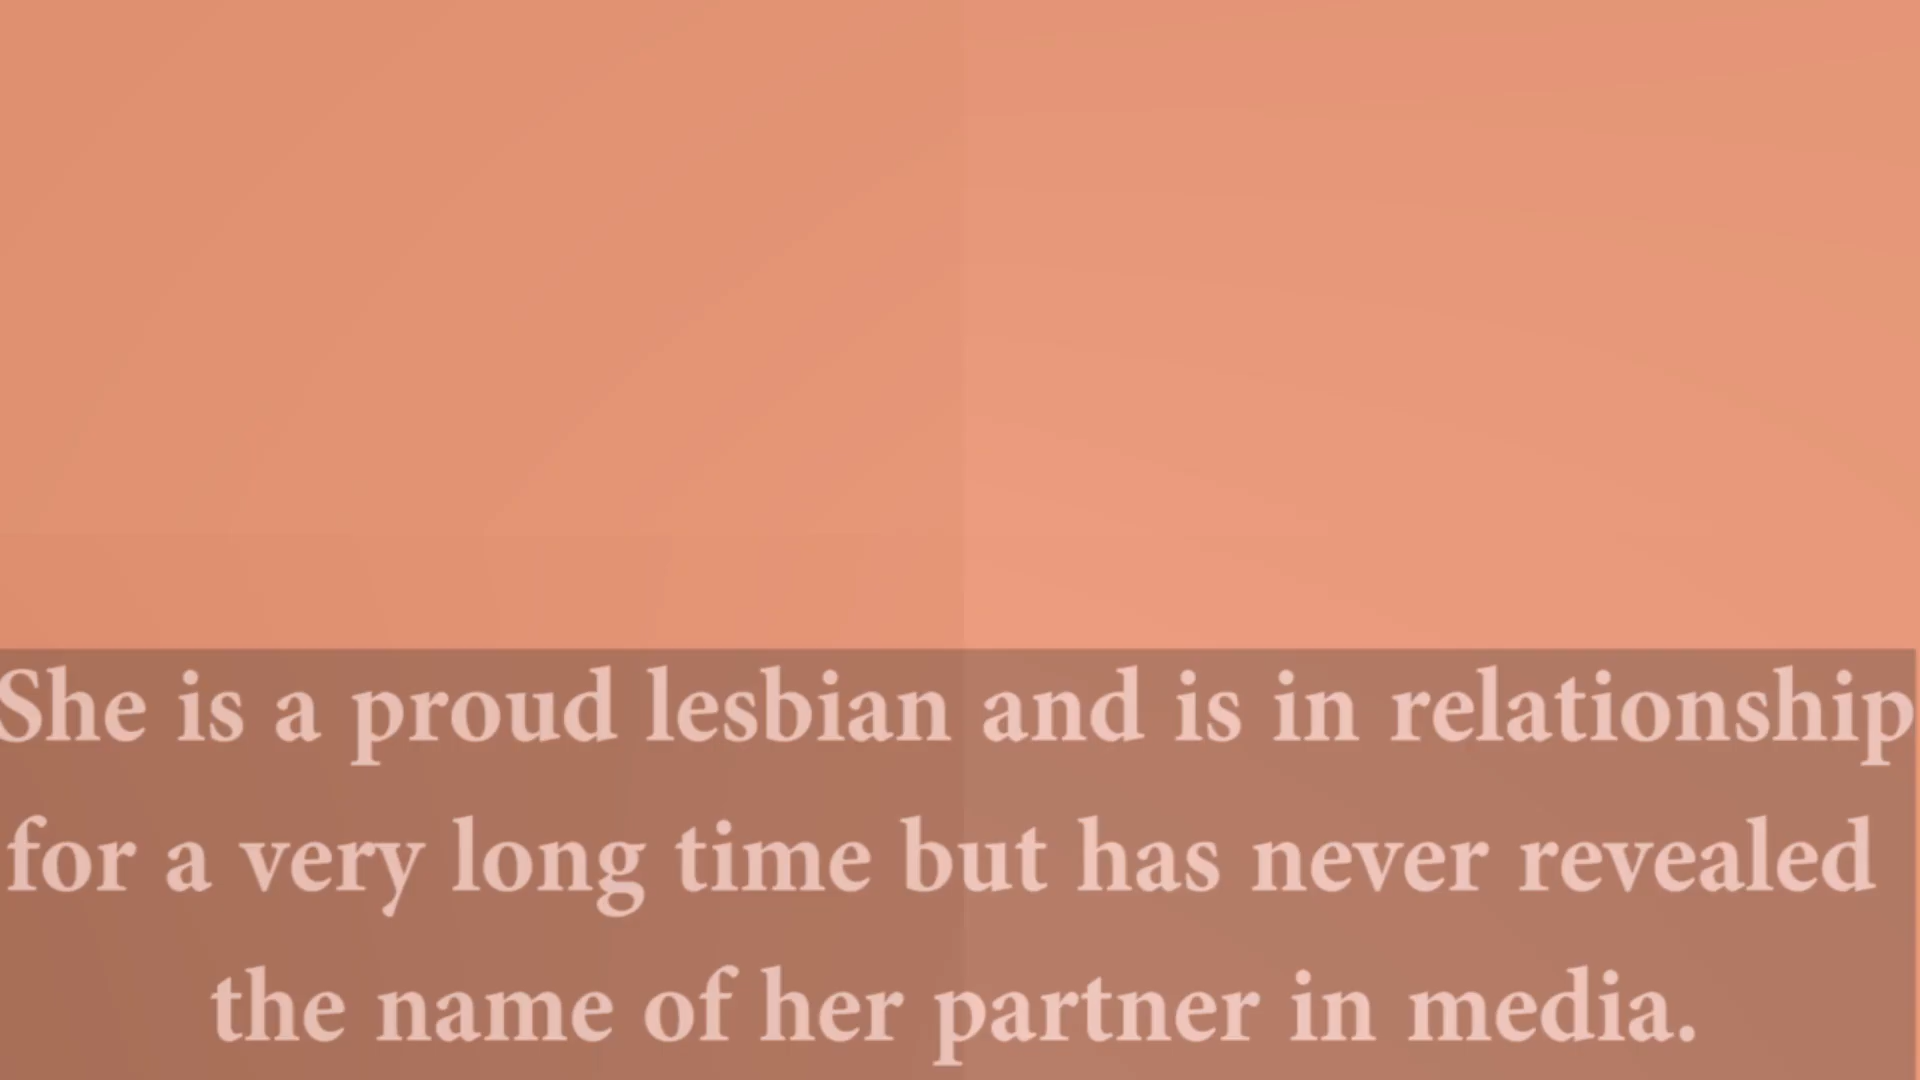 She is a proud lesbian and is in relationship
for a very long time but has never revealed
the name of her partner in media.